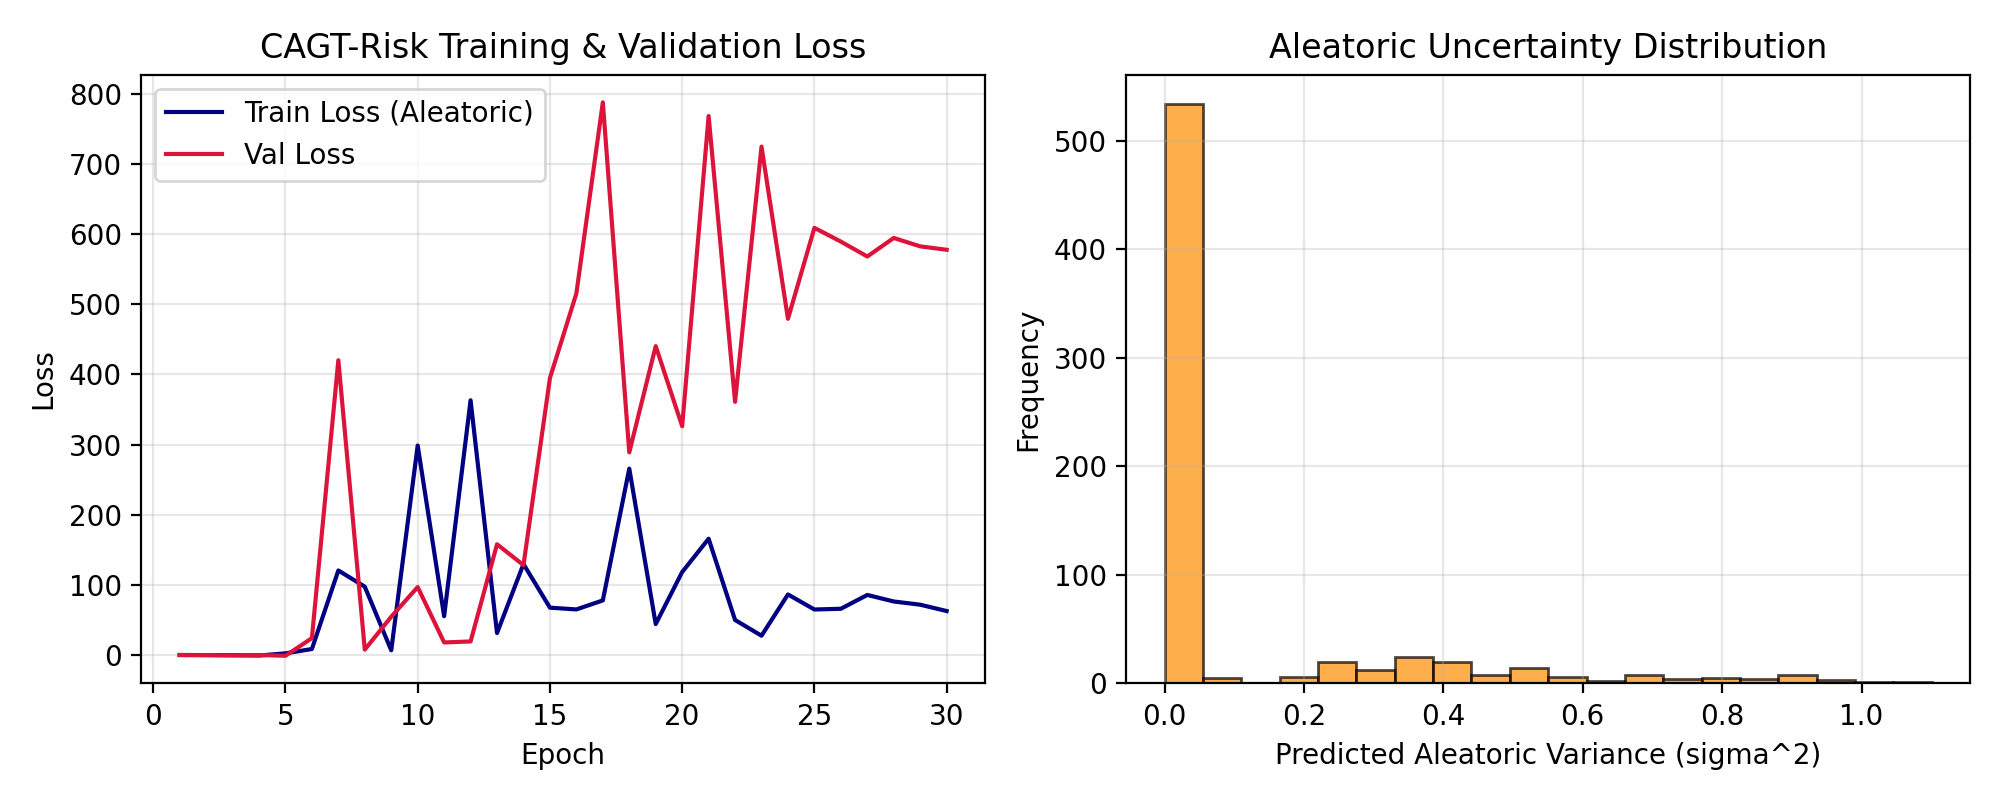 CAGT-Risk Training & Validation Loss
Train Loss (Aleatoric)
Val Loss
800
700
600
500
400
300
200
100
0
Loss
0 5 10 15 20 25 30
Epoch
Aleatoric Uncertainty Distribution
500
400
300
200
100
0
Frequency
0.0 0.2 0.4 0.6 0.8 1.0
Predicted Aleatoric Variance (sigma^2)